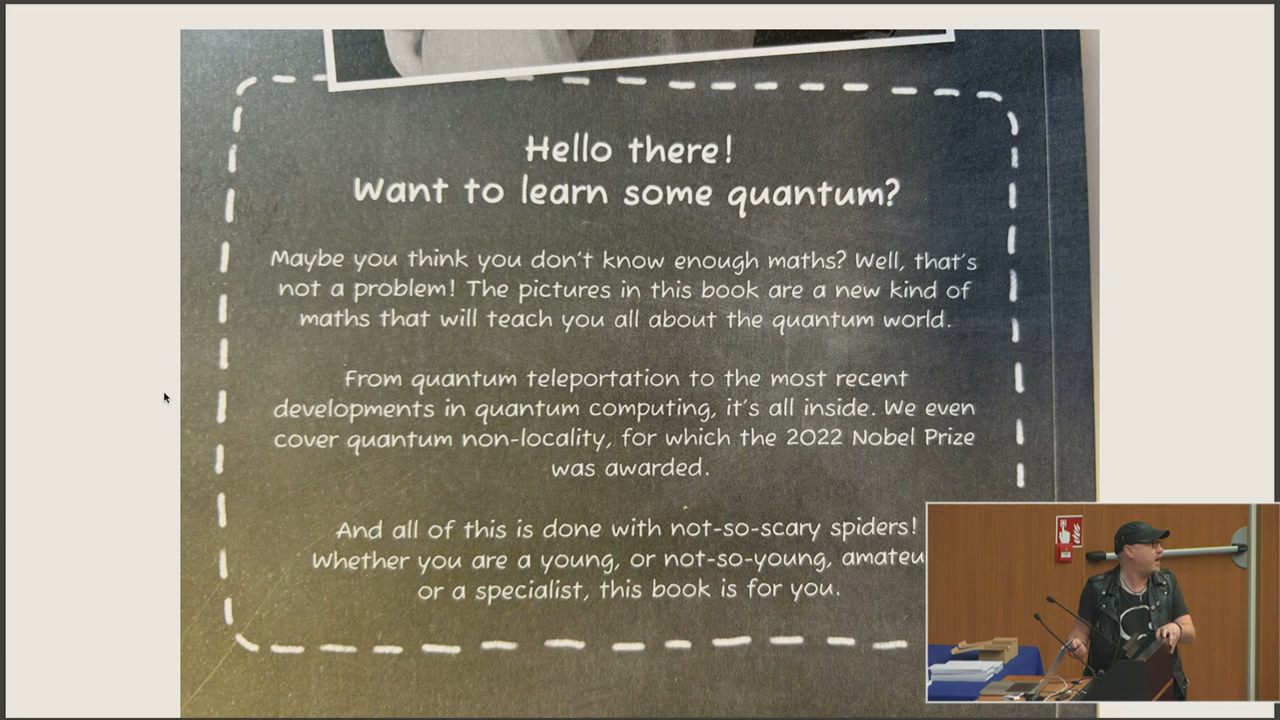 Hello there!
Want to learn some quantum?
Maybe you think you don't know enough maths? Well, that's
not a problem! The pictures in this book are a new kind of
maths that will teach you all about the quantum world.
From quantum teleportation to the most recent
developments in quantum computing, it's all inside. We even
cover quantum non-locality, for which the 2022 Nobel Prize
was awarded.
And all of this is done with not-so-scary spiders!
Whether you are a young, or not-so-young, amateu
or a specialist, this book is for you.